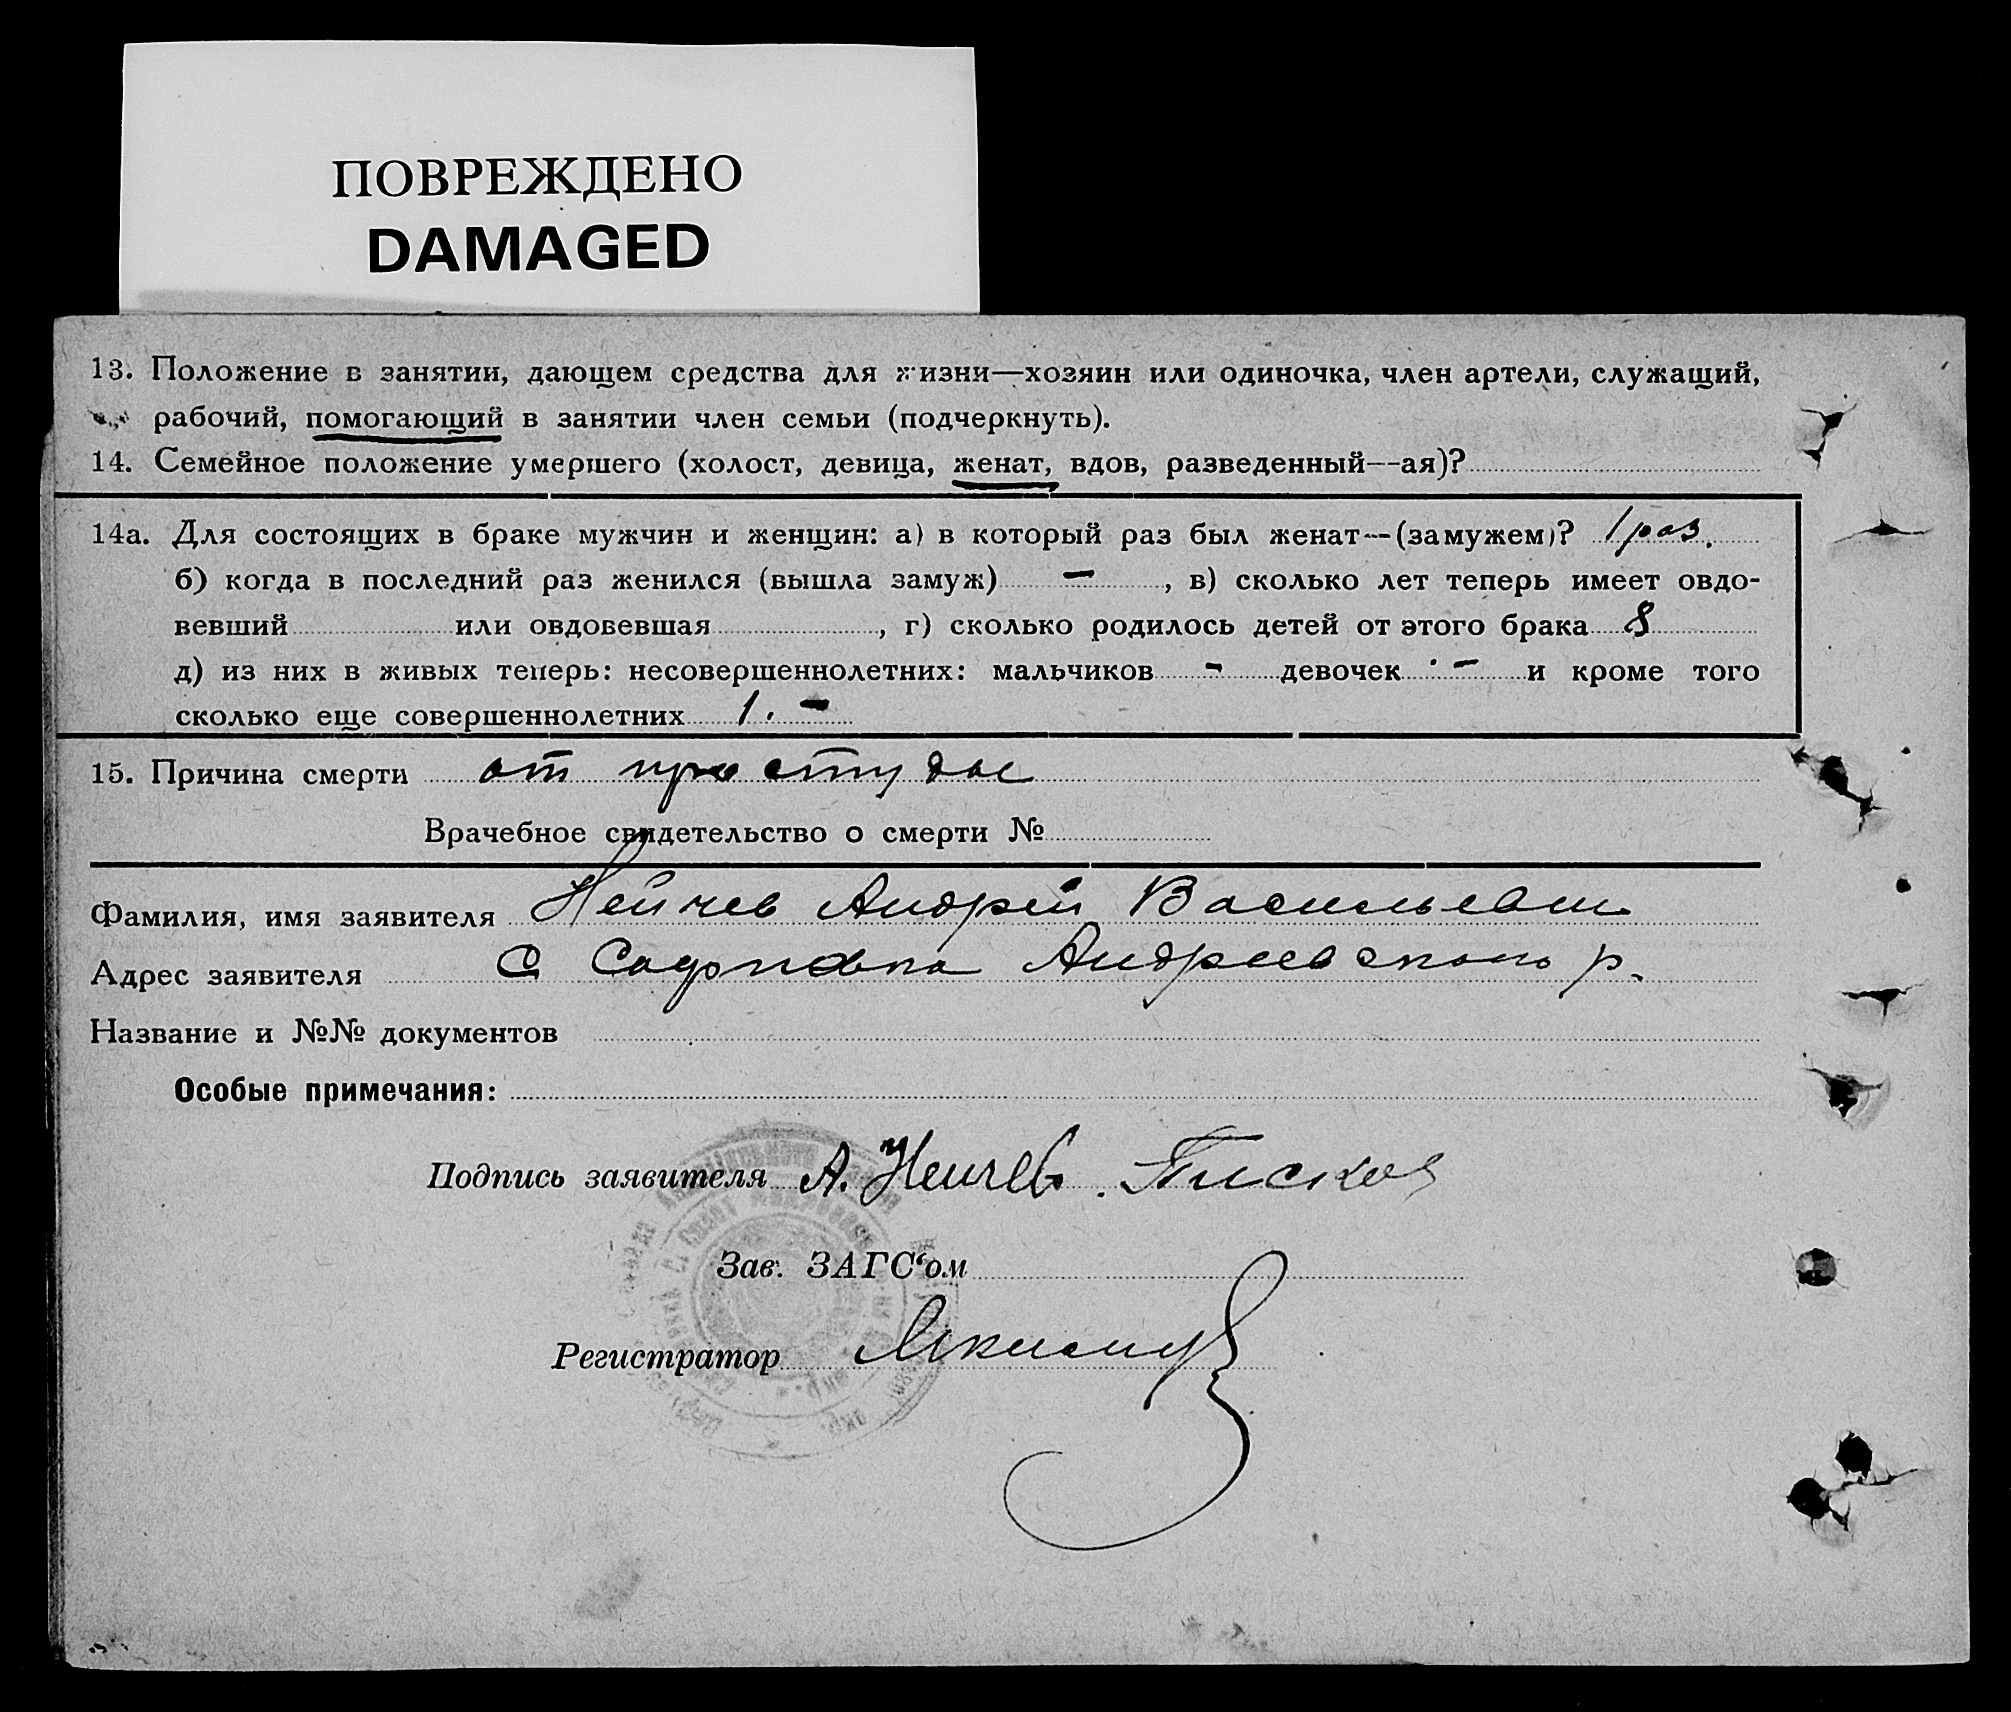 ПОВРЕЖДЕНО
DAMAGED
13. Положение в занятии, дающем средства для жизни—хозяин или одиночка, член артели, служащий,
рабочий, помогающий в занятии член семьи (подчеркнуть).
14. Семейное положение умершего (холост, девица, женат, вдов, разведенный—ая)?
14а. Для состоящих в браке мужчин и женщин: а) в который раз был женат—(замужем)? 1 раз.
б) когда в последний раз женился (вышла замуж) — , в) сколько лет теперь имеет овдо-
вевший или овдовевшая , г) сколько родилось детей от этого брака 8
д) из них в живых теперь: несовершеннолетних: мальчиков - девочек - и кроме того
сколько еще совершеннолетних 1. -
15. Причина смерти от простуды
Врачебное свидетельство о смерти №
Фамилия, имя заявителя Нейчев Андрей Васильевич
Адрес заявителя С Андреевского р.
Название и №№ документов
Особые примечания:
Подпись заявителя А. Нейчев.
Зав. ЗАГС'ом
Регистратор